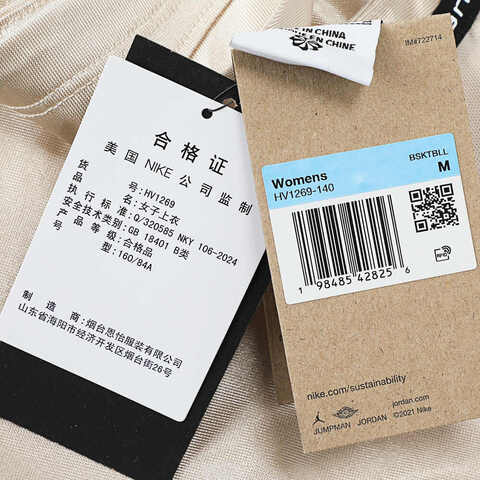 合格证
美国 NIKE 公司监制
货号: HV1269
品名: 女子上衣
执行标准: Q/320585 NKY 106-2024
安全技术类别: GB 18401 B类
产品等级: 合格品
型: 160/84A
制造商: 烟台恩怡服装有限公司
山东省海阳市经济开发区烟台街26号
IN CHINA
EN CHINE
IM#722714
BSKTBLL
Womens
M
HV1269-140
RFID
1 98485 42825 6
nike.com/sustainability
JUMPMAN JORDAN
jordan.com
©2021 Nike